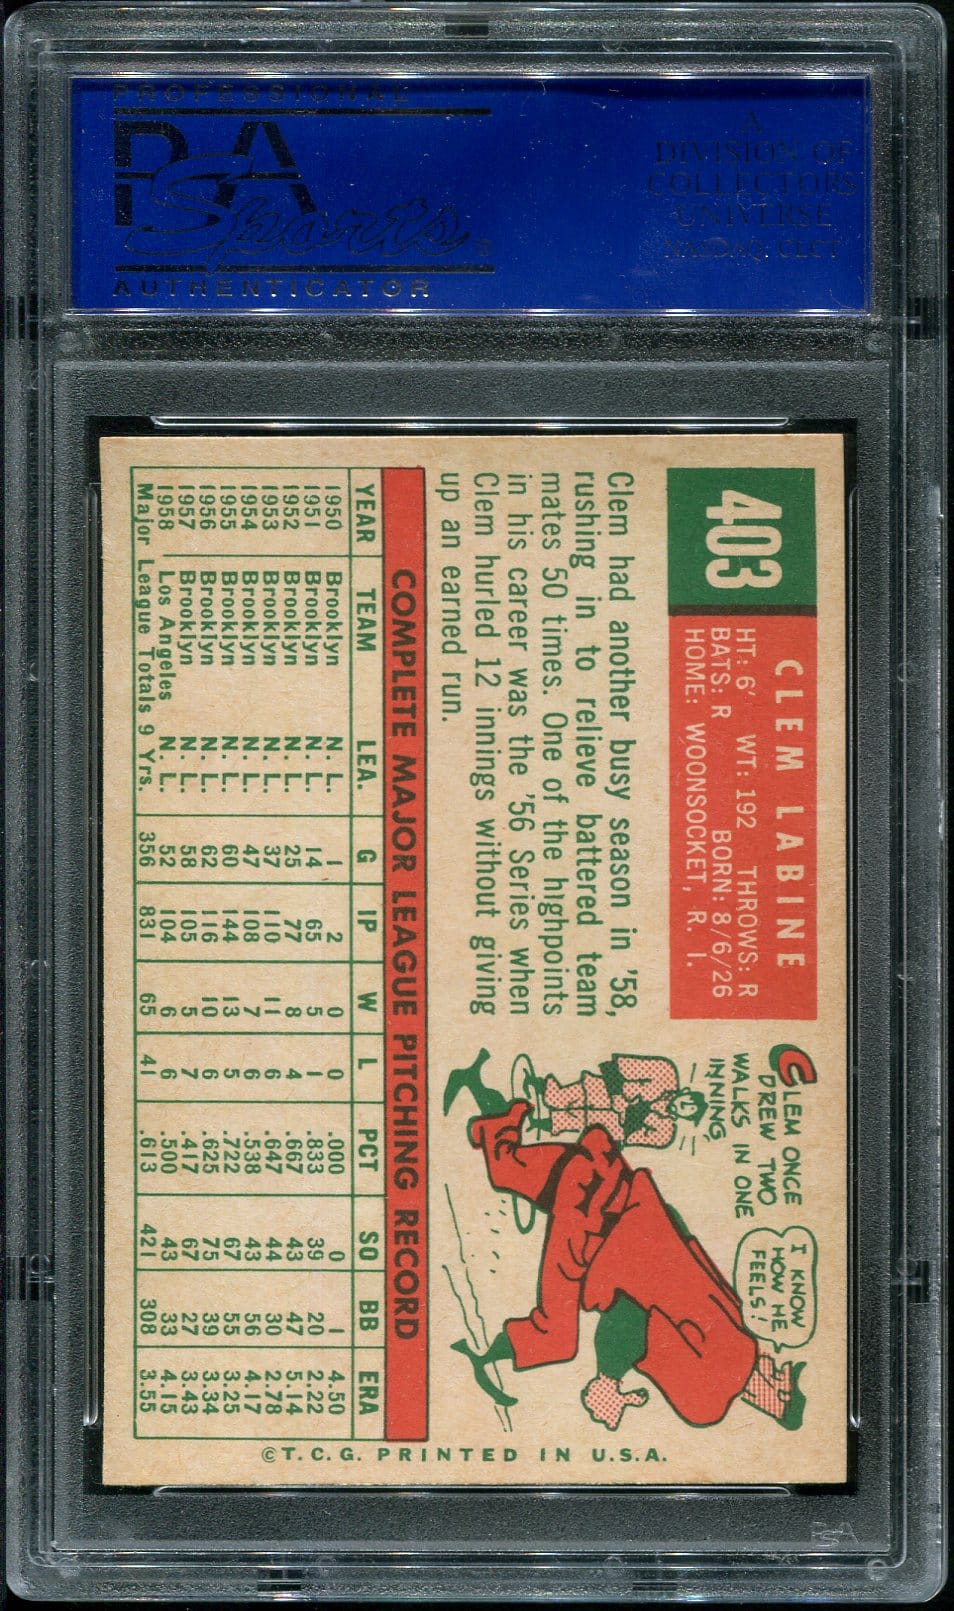 PROFESSIONAL
PSA
Sports
AUTHENTICATOR
A
DIVISION OF
COLLECTORS
UNIVERSE
NASDAQ: CLCT
403
CLEM LABINE
HT: 6' WT: 192 THROWS: R
BATS: R BORN: 8/6/26
HOME: WOONSOCKET, R. I.
Clem had another busy season in '58,
rushing in to relieve battered team
mates 50 times. One of the highpoints
in his career was the '56 Series when
Clem hurled 12 innings without giving
up an earned run.
CLEM ONCE
DREW TWO
WALKS IN ONE
INNING
I KNOW
HOW HE
FEELS!
COMPLETE MAJOR LEAGUE PITCHING RECORD
YEAR TEAM LEA. G IP W L PCT SO BB ERA
1950 Brooklyn N. L. 1 2 0 0 .000 0 1 4.50
1951 Brooklyn N. L. 14 65 5 1 .833 39 20 2.22
1952 Brooklyn N. L. 25 77 8 4 .667 43 47 5.14
1953 Brooklyn N. L. 37 110 11 6 .647 44 30 2.78
1954 Brooklyn N. L. 47 108 7 6 .538 43 56 4.17
1955 Brooklyn N. L. 60 144 13 5 .722 67 55 3.25
1956 Brooklyn N. L. 62 116 10 6 .625 75 39 3.34
1957 Brooklyn N. L. 58 105 5 7 .417 67 27 3.43
1958 Los Angeles N. L. 52 104 6 6 .500 43 33 4.15
Major League Totals 9 Yrs. 356 831 65 41 .613 421 308 3.55
©T. C. G. PRINTED IN U.S.A.
PSA